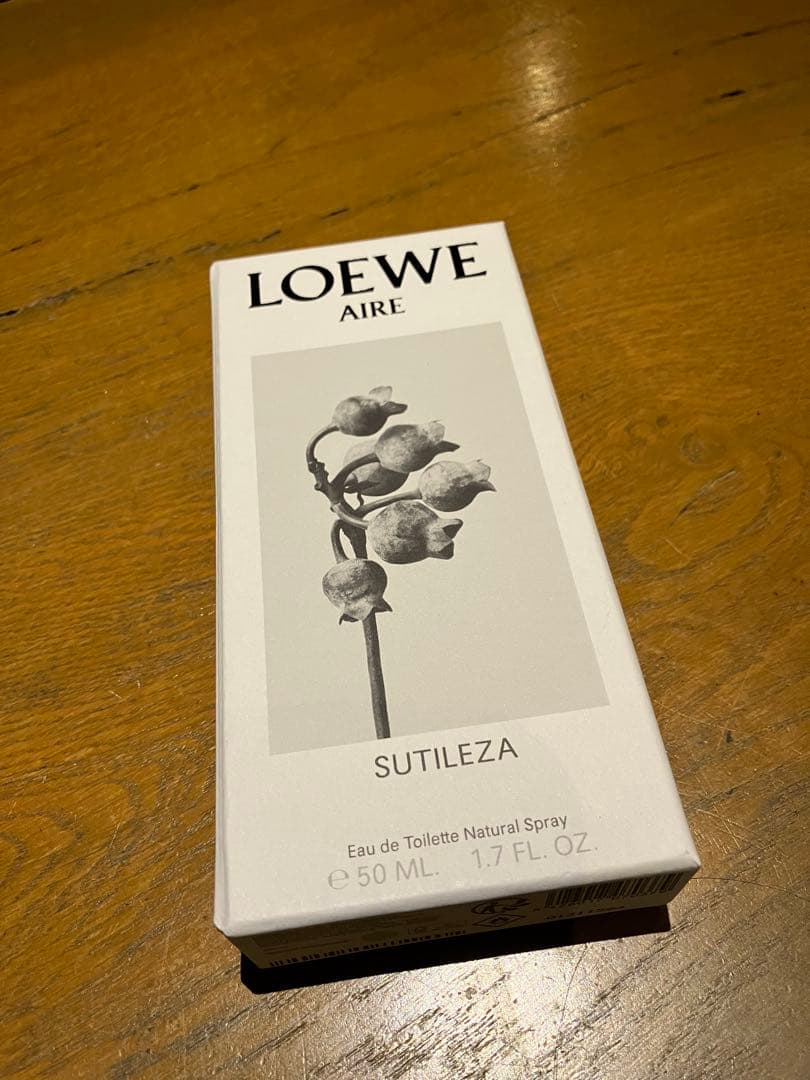 LOEWE
AIRE
SUTILEZA
Eau de Toilette Natural Spray
℮ 50 ML. 1.7 FL. OZ.